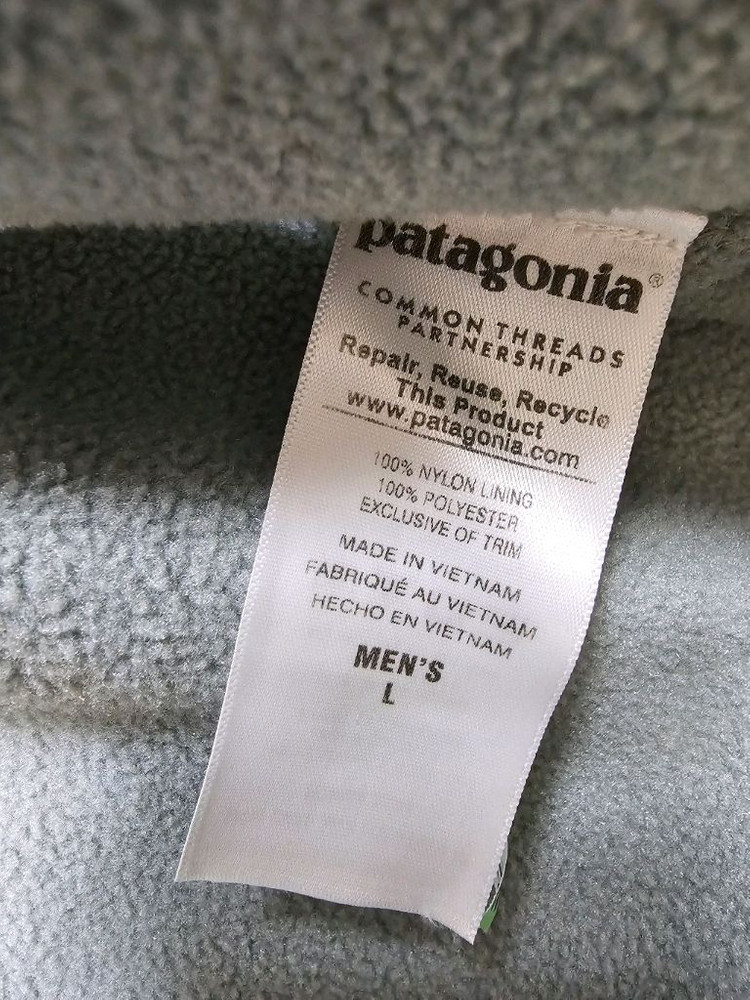 patagonia®
COMMON THREADS
PARTNERSHIP
Repair, Reuse, Recycle
This Product
www.patagonia.com
100% NYLON LINING
100% POLYESTER
EXCLUSIVE OF TRIM
MADE IN VIETNAM
FABRIQUÉ AU VIETNAM
HECHO EN VIETNAM
MEN'S
L